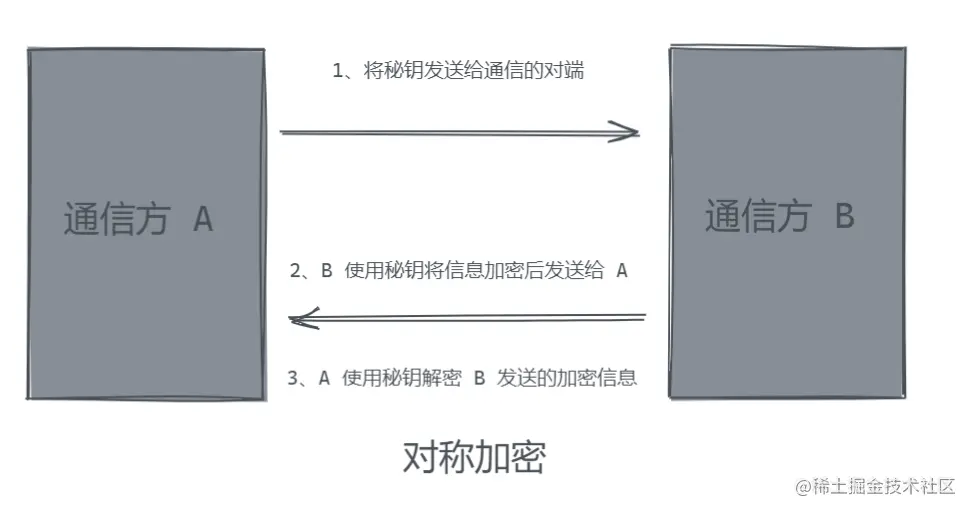 1、将秘钥发送给通信的对端
通信方 A
通信方 B
2、B 使用秘钥将信息加密后发送给 A
3、A 使用秘钥解密 B 发送的加密信息
对称加密
@稀土掘金技术社区